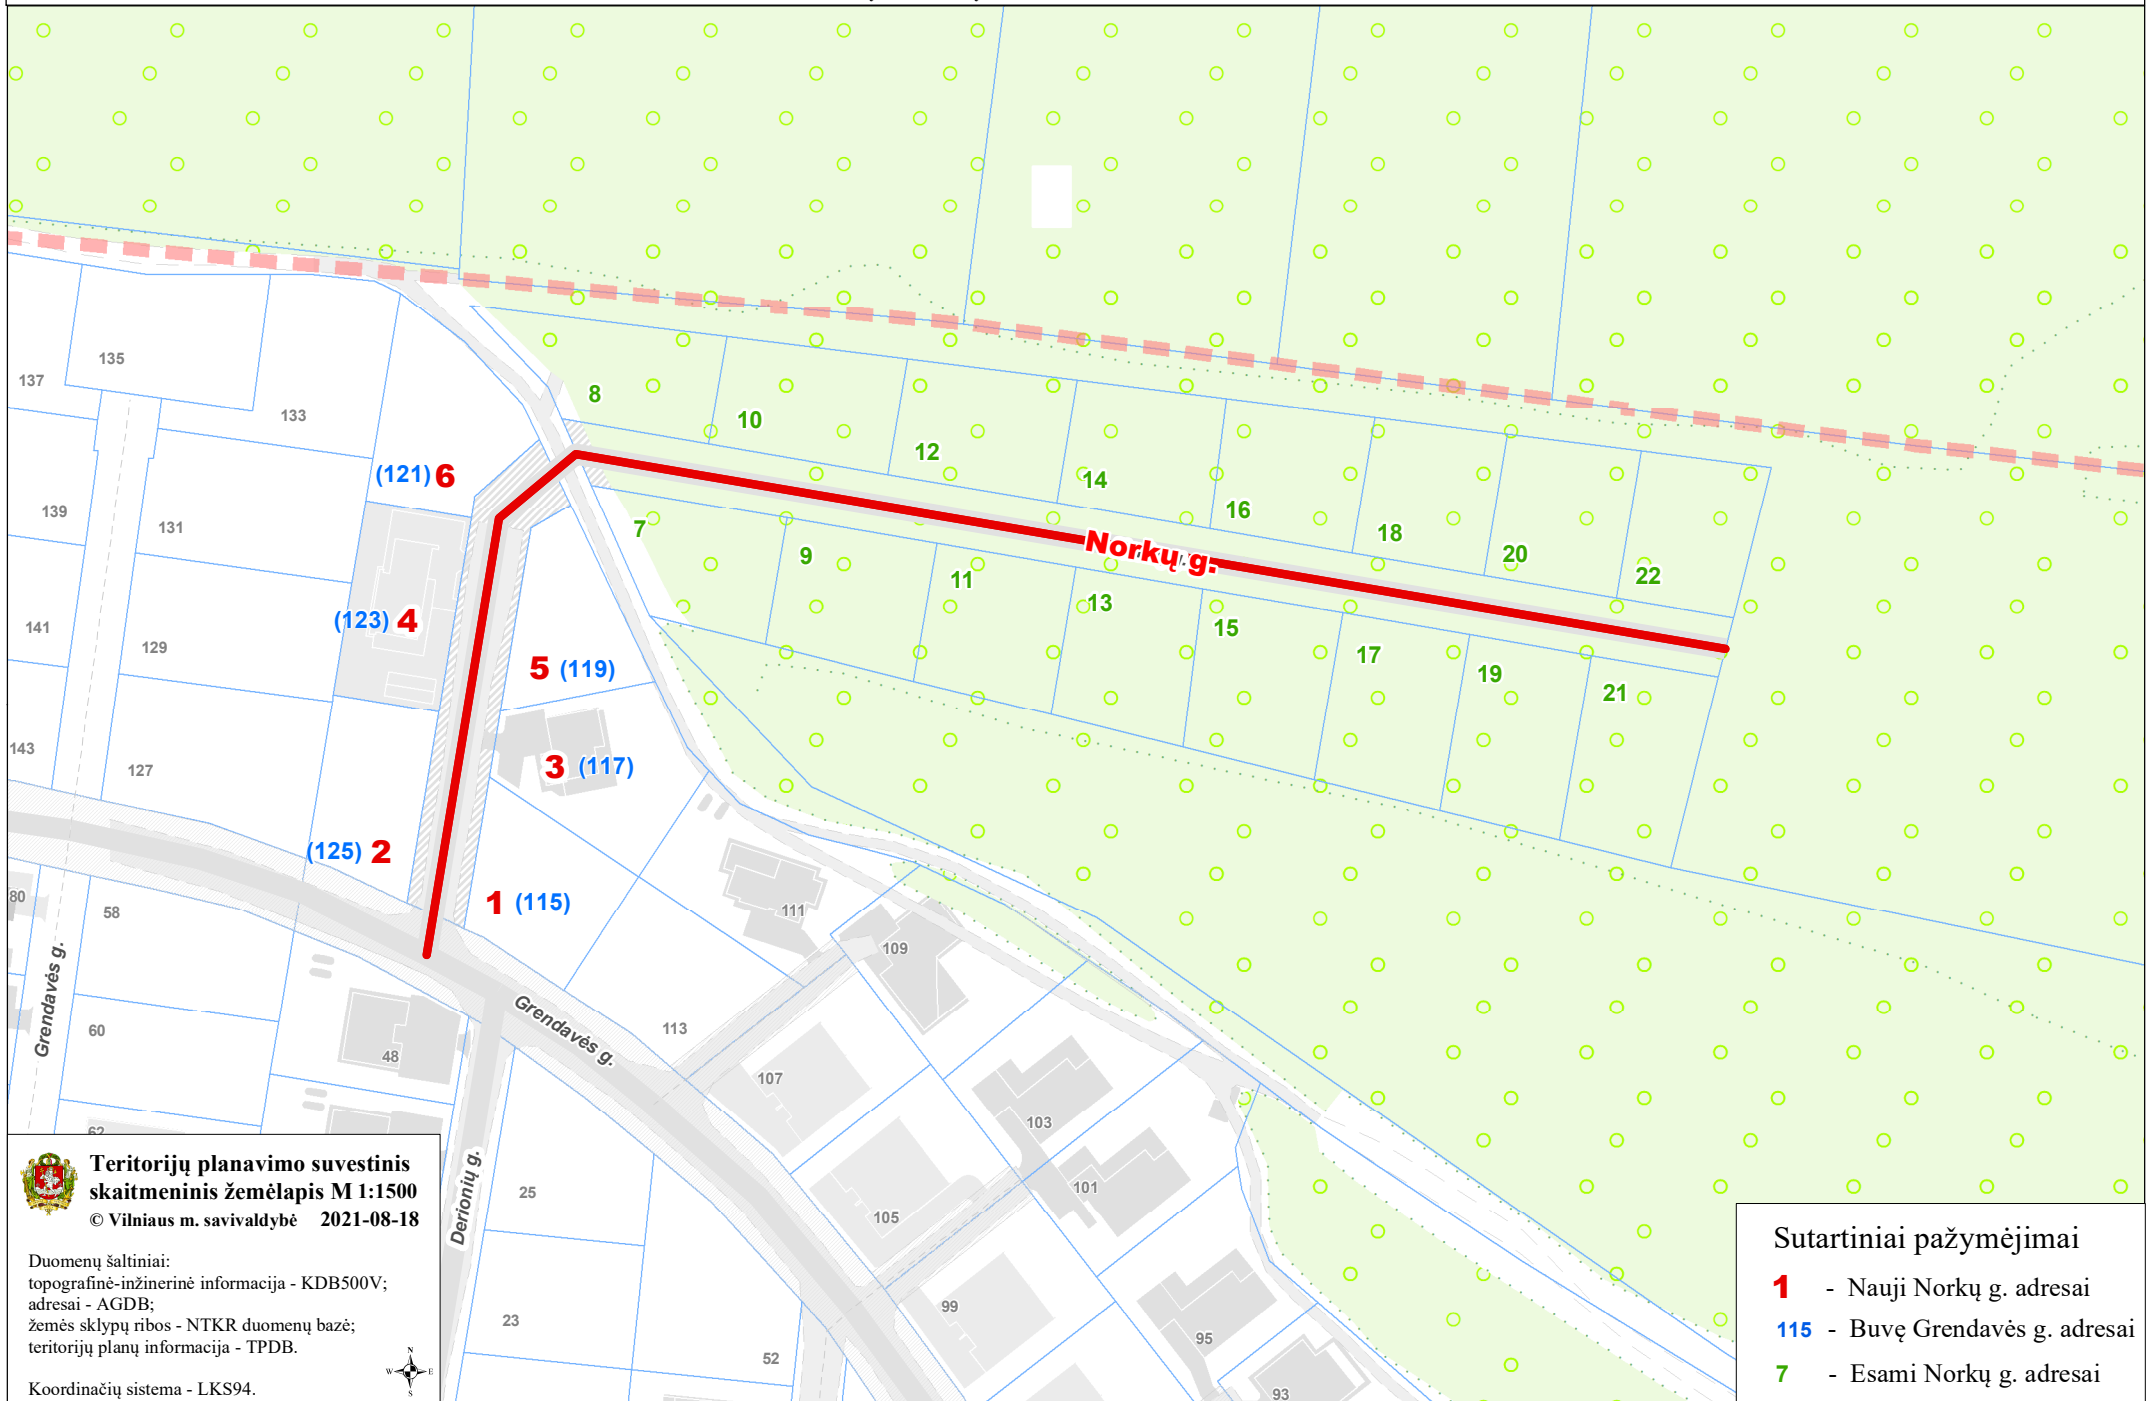 8
10
12
14
16
18
20
22
7
9
11
13
15
17
19
21
Norkų g.
135
137
133
(121) 6
139
131
(123) 4
141
129
5 (119)
143
127
3 (117)
(125) 2
1 (115)
80
58
111
109
Grendavės g.
Grendavės g.
60
48
113
107
62
103
101
Derionių g.
25
105
99
23
95
52
93
Teritorijų planavimo suvestinis
skaitmeninis žemėlapis M 1:1500
© Vilniaus m. savivaldybė 2021-08-18
Duomenų šaltiniai:
topografinė-inžinerinė informacija - KDB500V;
adresai - AGDB;
žemės sklypų ribos - NTKR duomenų bazė;
teritorijų planų informacija - TPDB.
Koordinačių sistema - LKS94.
N
W E
S
Sutartiniai pažymėjimai
1 - Nauji Norkų g. adresai
115 - Buvę Grendavės g. adresai
7 - Esami Norkų g. adresai